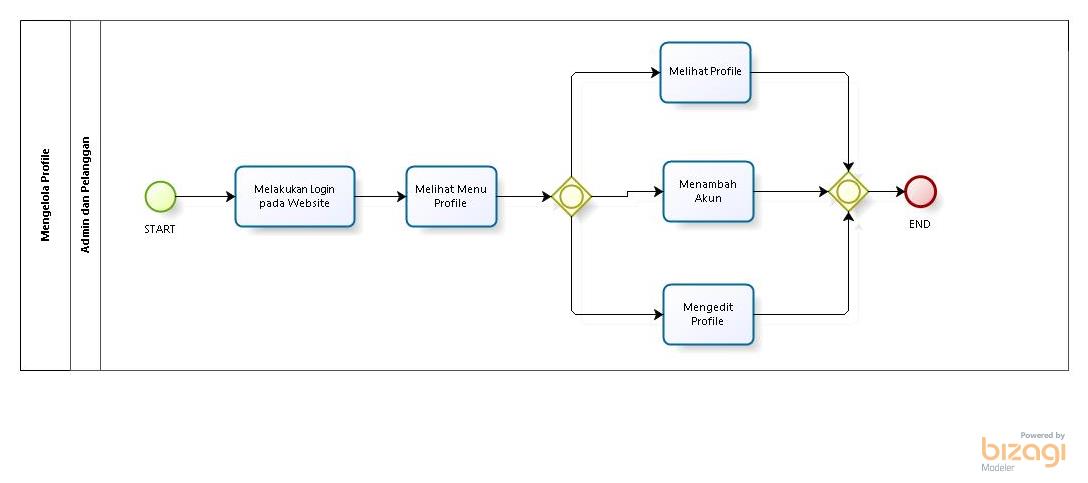 Mengelola Profile
Admin dan Pelanggan
START
Melakukan Login
pada Website
Melihat Menu
Profile
Melihat Profile
Menambah
Akun
Mengedit
Profile
END
Powered by
bizagi
Modeler